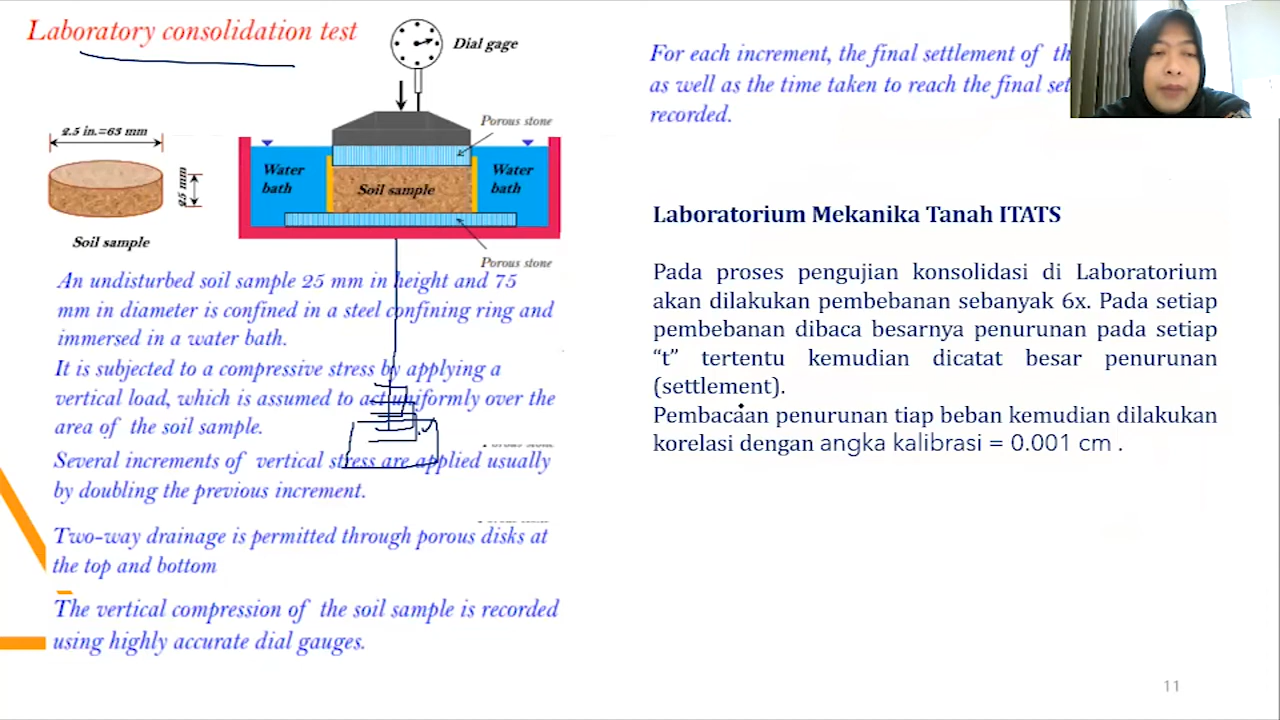 Laboratory consolidation test
Dial gage
Porous stone
2.5 in.=63 mm
25 mm
Water
bath
Soil sample
Water
bath
Soil sample
Porous stone
An undisturbed soil sample 25 mm in height and 75
mm in diameter is confined in a steel confining ring and
immersed in a water bath.
It is subjected to a compressive stress by applying a
vertical load, which is assumed to act uniformly over the
area of the soil sample.
Several increments of vertical stress are applied usually
by doubling the previous increment.
Two-way drainage is permitted through porous disks at
the top and bottom
The vertical compression of the soil sample is recorded
using highly accurate dial gauges.
For each increment, the final settlement of
as well as the time taken to reach the final
recorded.
Laboratorium Mekanika Tanah ITATS
Pada proses pengujian konsolidasi di Laboratorium
akan dilakukan pembebanan sebanyak 6x. Pada setiap
pembebanan dibaca besarnya penurunan pada setiap
“t” tertentu kemudian dicatat besar penurunan
(settlement).
Pembacaan penurunan tiap beban kemudian dilakukan
korelasi dengan angka kalibrasi = 0.001 cm .
11